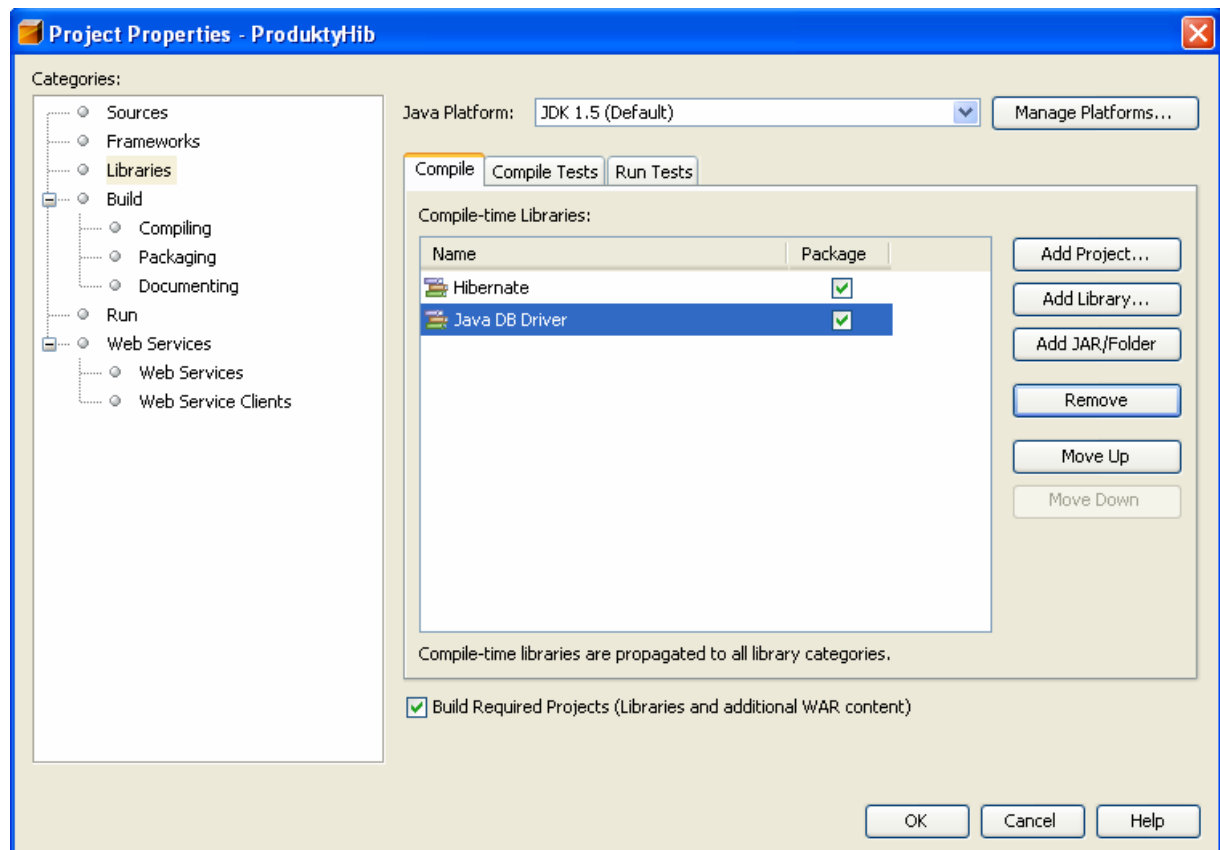 Project Properties - ProduktyHib
Categories:
Sources
Frameworks
Libraries
Build
Compiling
Packaging
Documenting
Run
Web Services
Web Services
Web Service Clients
Java Platform: JDK 1.5 (Default) Manage Platforms...
Compile Compile Tests Run Tests
Compile-time Libraries:
Name Package
Hibernate
Java DB Driver
Add Project...
Add Library...
Add JAR/Folder
Remove
Move Up
Move Down
Compile-time libraries are propagated to all library categories.
Build Required Projects (Libraries and additional WAR content)
OK Cancel Help